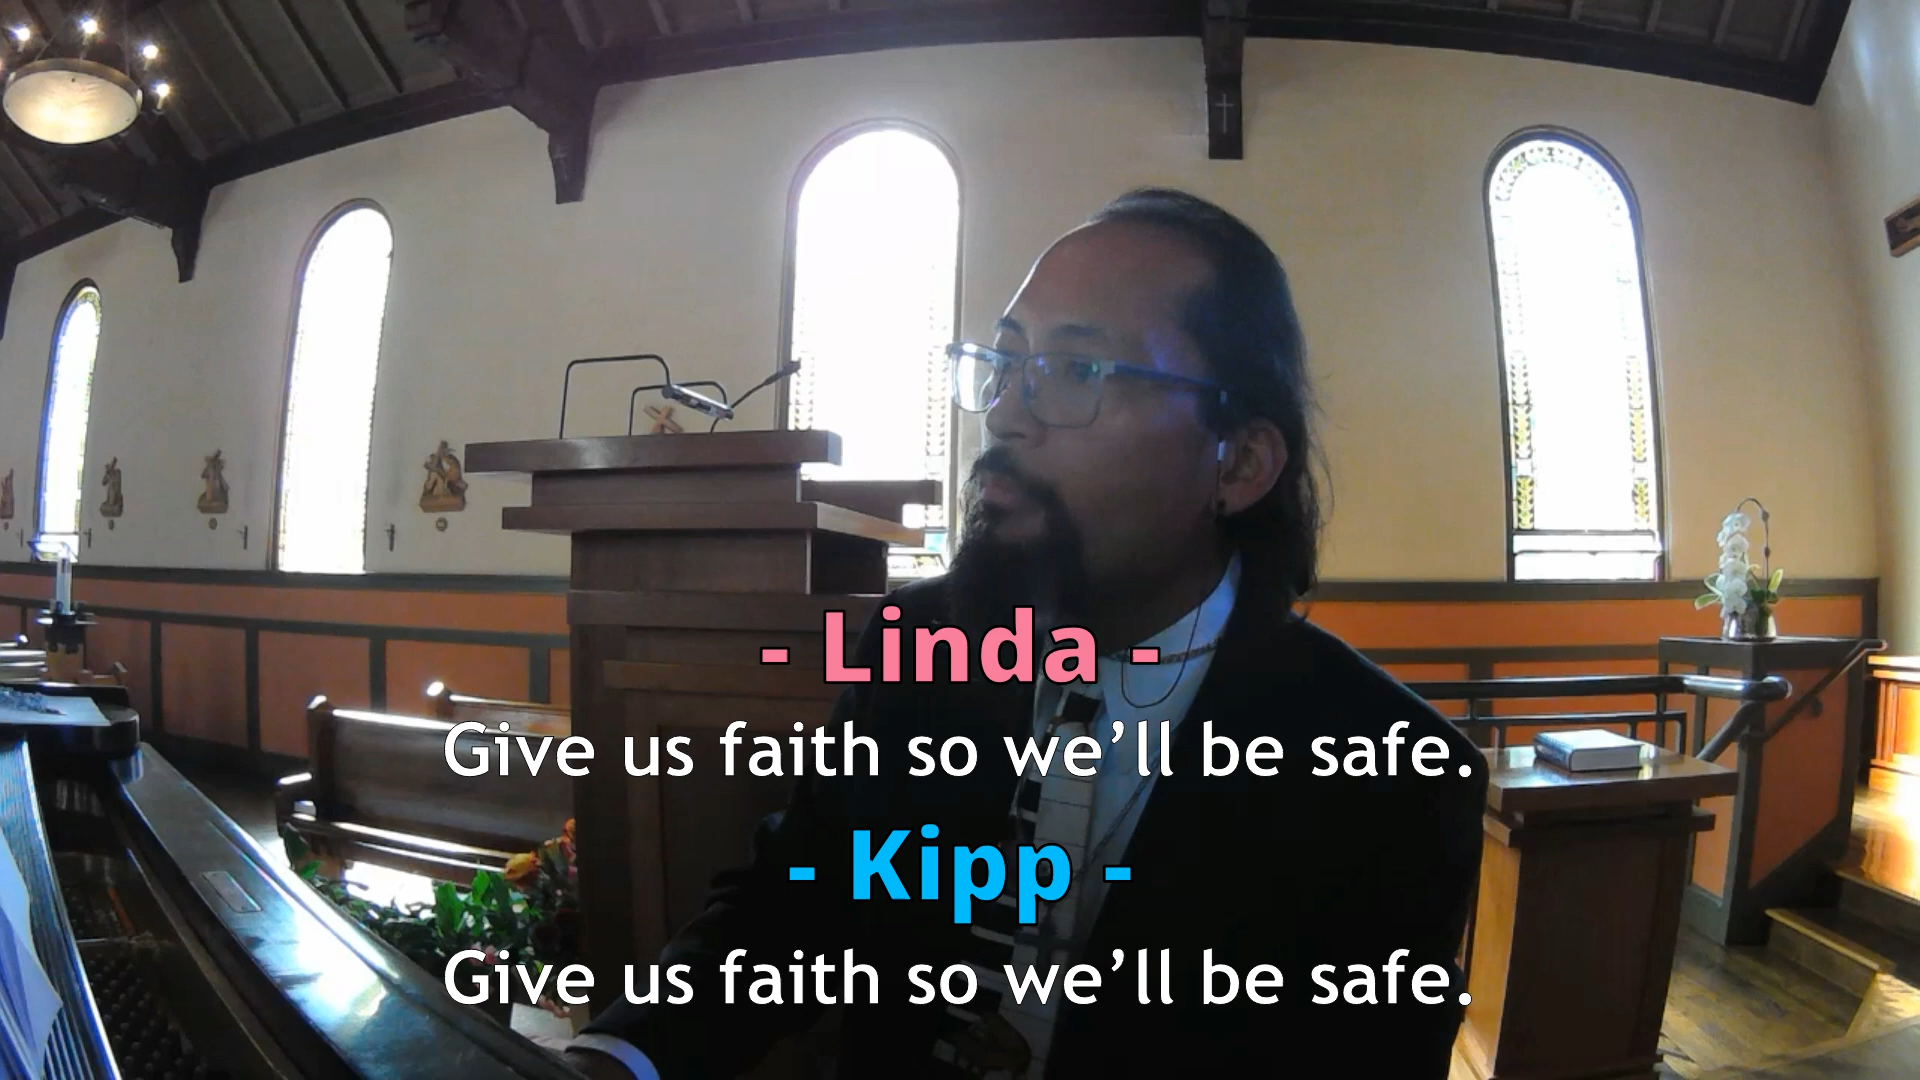 - Linda -
Give us faith so we’ll be safe.
- Kipp -
Give us faith so we’ll be safe.